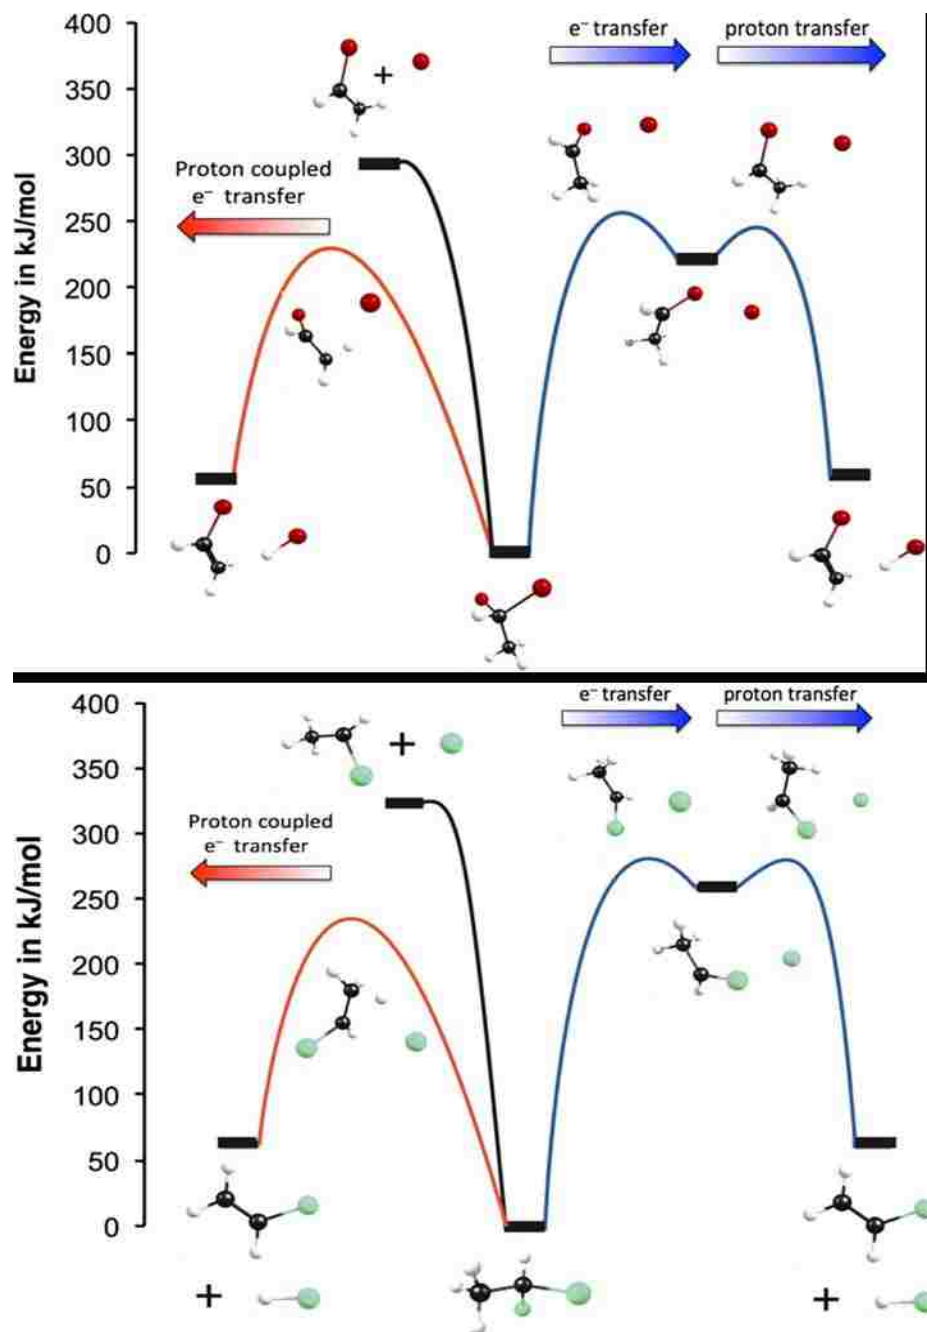 400
350
300
250
200
150
100
50
0
Energy in kJ/mol
+
e⁻ transfer
proton transfer
Proton coupled
e⁻ transfer
400
350
300
250
200
150
100
50
0
Energy in kJ/mol
+
e⁻ transfer
proton transfer
Proton coupled
e⁻ transfer
+
+